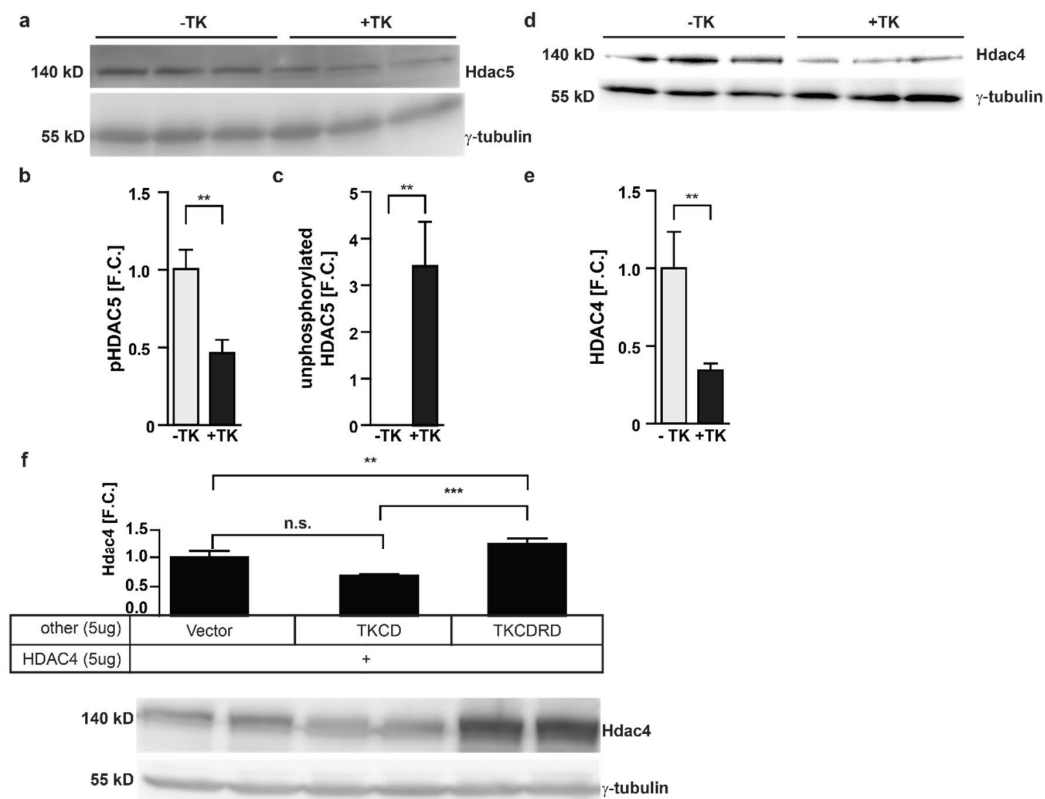 a
-TK +TK
140 kD Hdac5
55 kD γ-tubulin
d
-TK +TK
140 kD Hdac4
55 kD γ-tubulin
b
pHDAC5 [F.C.]
1.5
1.0
0.5
0
**
-TK +TK
c
unphosphorylated
HDAC5 [F.C.]
5
4
3
2
1
0
**
-TK +TK
e
HDAC4 [F.C.]
1.5
1.0
0.5
0
**
- TK +TK
f
**
***
n.s.
Hdac4 [F.C.]
1.5
1.0
0.5
0.0
other (5ug) Vector TKCD TKCDRD
HDAC4 (5ug) +
140 kD Hdac4
55 kD γ-tubulin